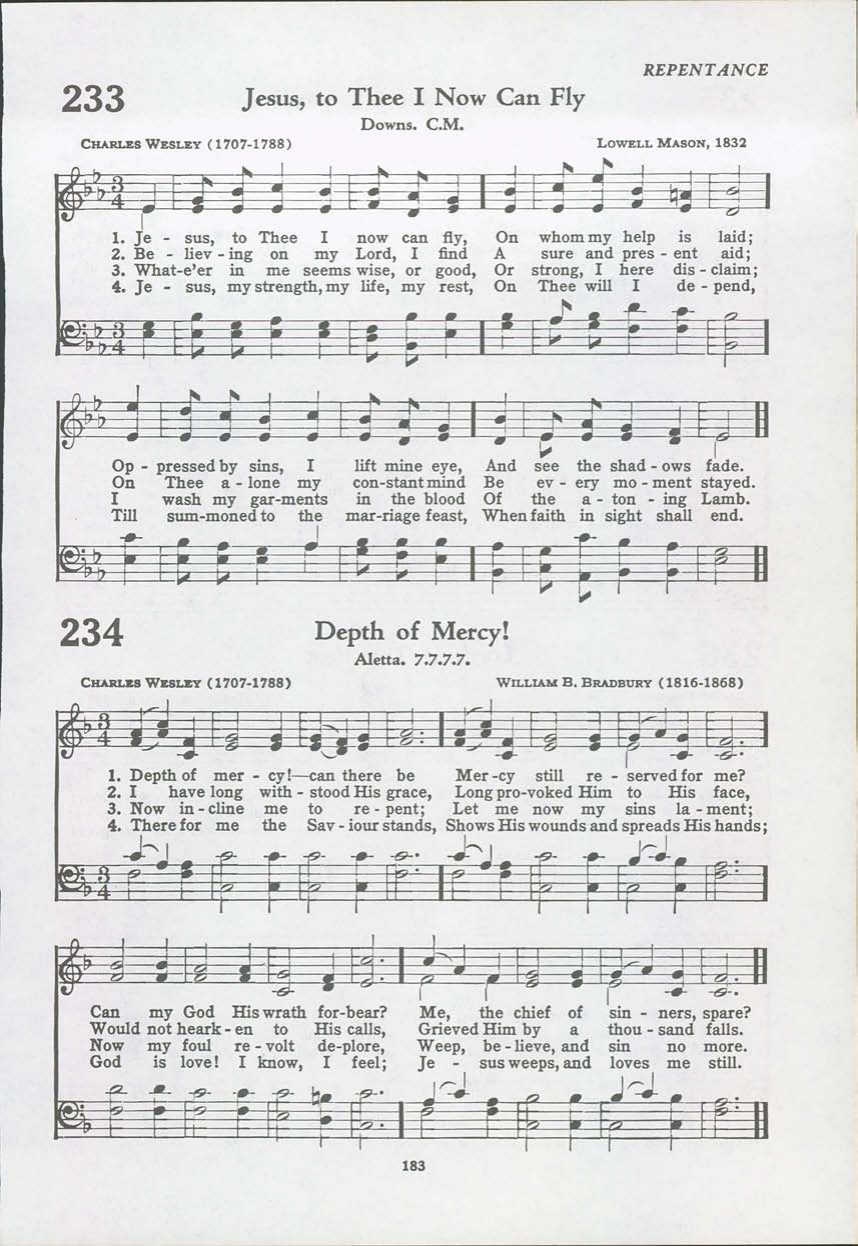 REPENTANCE
233 Jesus, to Thee I Now Can Fly
Downs. C.M.
CHARLES WESLEY (1707-1788) LOWELL MASON, 1832
1. Je - sus, to Thee I now can fly, On whom my help is laid;
2. Be - liev - ing on my Lord, I find A sure and pres - ent aid;
3. What-e'er in me seems wise, or good, Or strong, I here dis - claim;
4. Je - sus, my strength, my life, my rest, On Thee will I de - pend,
Op - pressed by sins, I lift mine eye, And see the shad - ows fade.
On Thee a - lone my con-stant mind Be ev - ery mo - ment stayed.
I wash my gar-ments in the blood Of the a - ton - ing Lamb.
Till sum-moned to the mar-riage feast, When faith in sight shall end.
234 Depth of Mercy!
Aletta. 7.7.7.7.
CHARLES WESLEY (1707-1788) WILLIAM B. BRADBURY (1816-1868)
1. Depth of mer - cy!—can there be Mer-cy still re - served for me?
2. I have long with - stood His grace, Long pro-voked Him to His face,
3. Now in - cline me to re - pent; Let me now my sins la - ment;
4. There for me the Sav - iour stands, Shows His wounds and spreads His hands;
Can my God His wrath for-bear? Me, the chief of sin - ners, spare?
Would not heark - en to His calls, Grieved Him by a thou - sand falls.
Now my foul re - volt de-plore, Weep, be - lieve, and sin no more.
God is love! I know, I feel; Je - sus weeps, and loves me still.
183